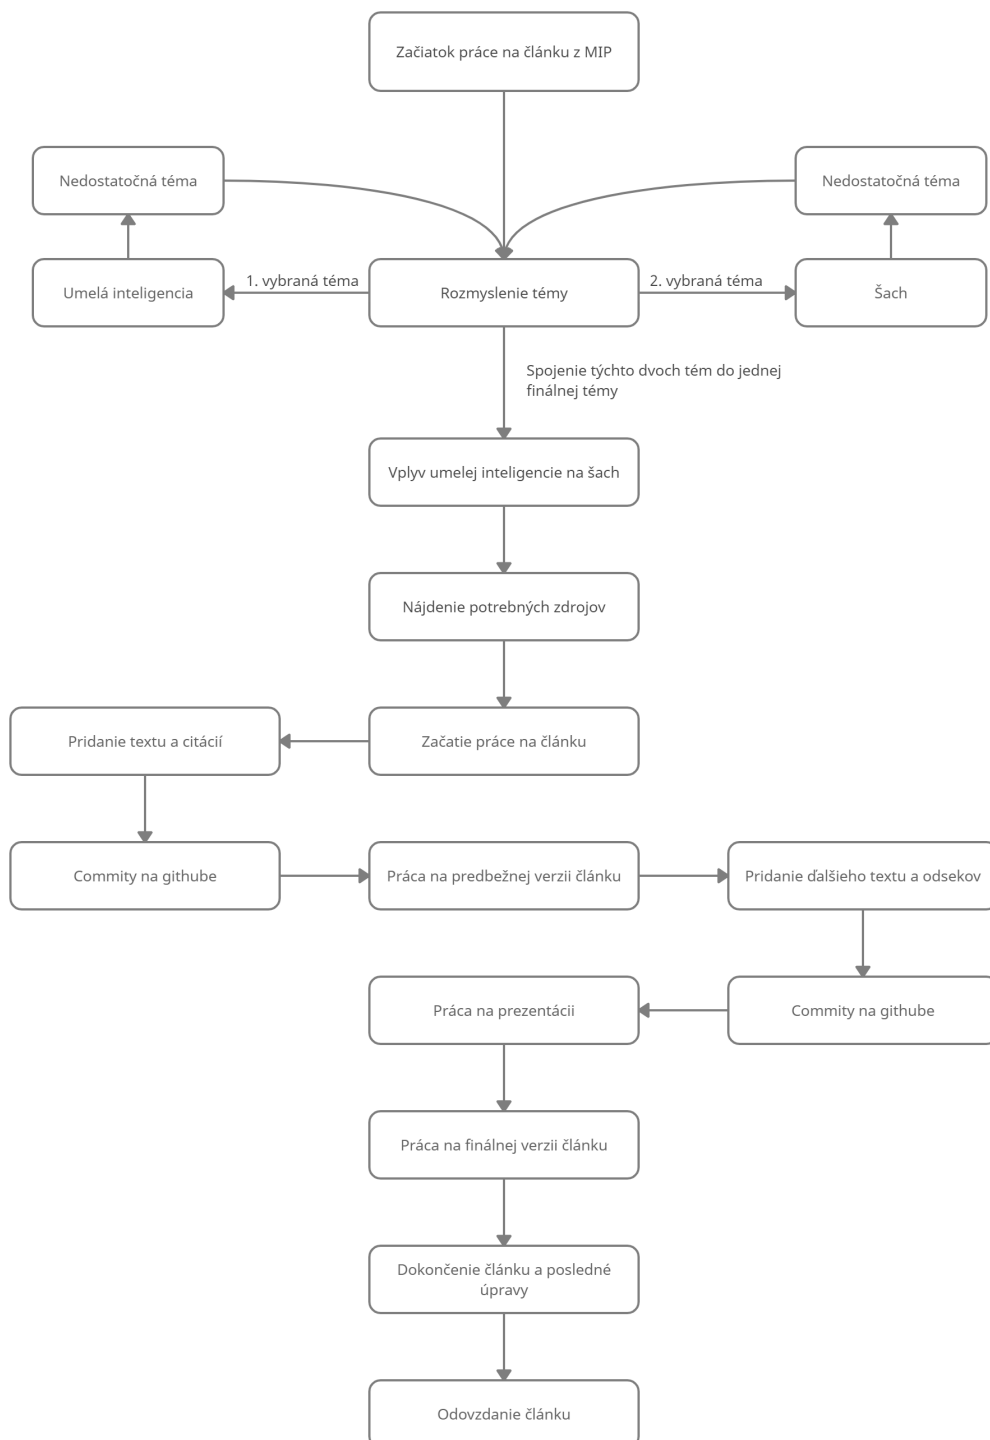 Začiatok práce na článku z MIP
Nedostatočná téma
Nedostatočná téma
Umelá inteligencia
1. vybraná téma
Rozmyslenie témy
2. vybraná téma
Šach
Spojenie týchto dvoch tém do jednej
finálnej témy
Vplyv umelej inteligencie na šach
Nájdenie potrebných zdrojov
Pridanie textu a citácií
Začatie práce na článku
Commity na githube
Práca na predbežnej verzii článku
Pridanie ďalšieho textu a odsekov
Práca na prezentácii
Commity na githube
Práca na finálnej verzii článku
Dokončenie článku a posledné
úpravy
Odovzdanie článku